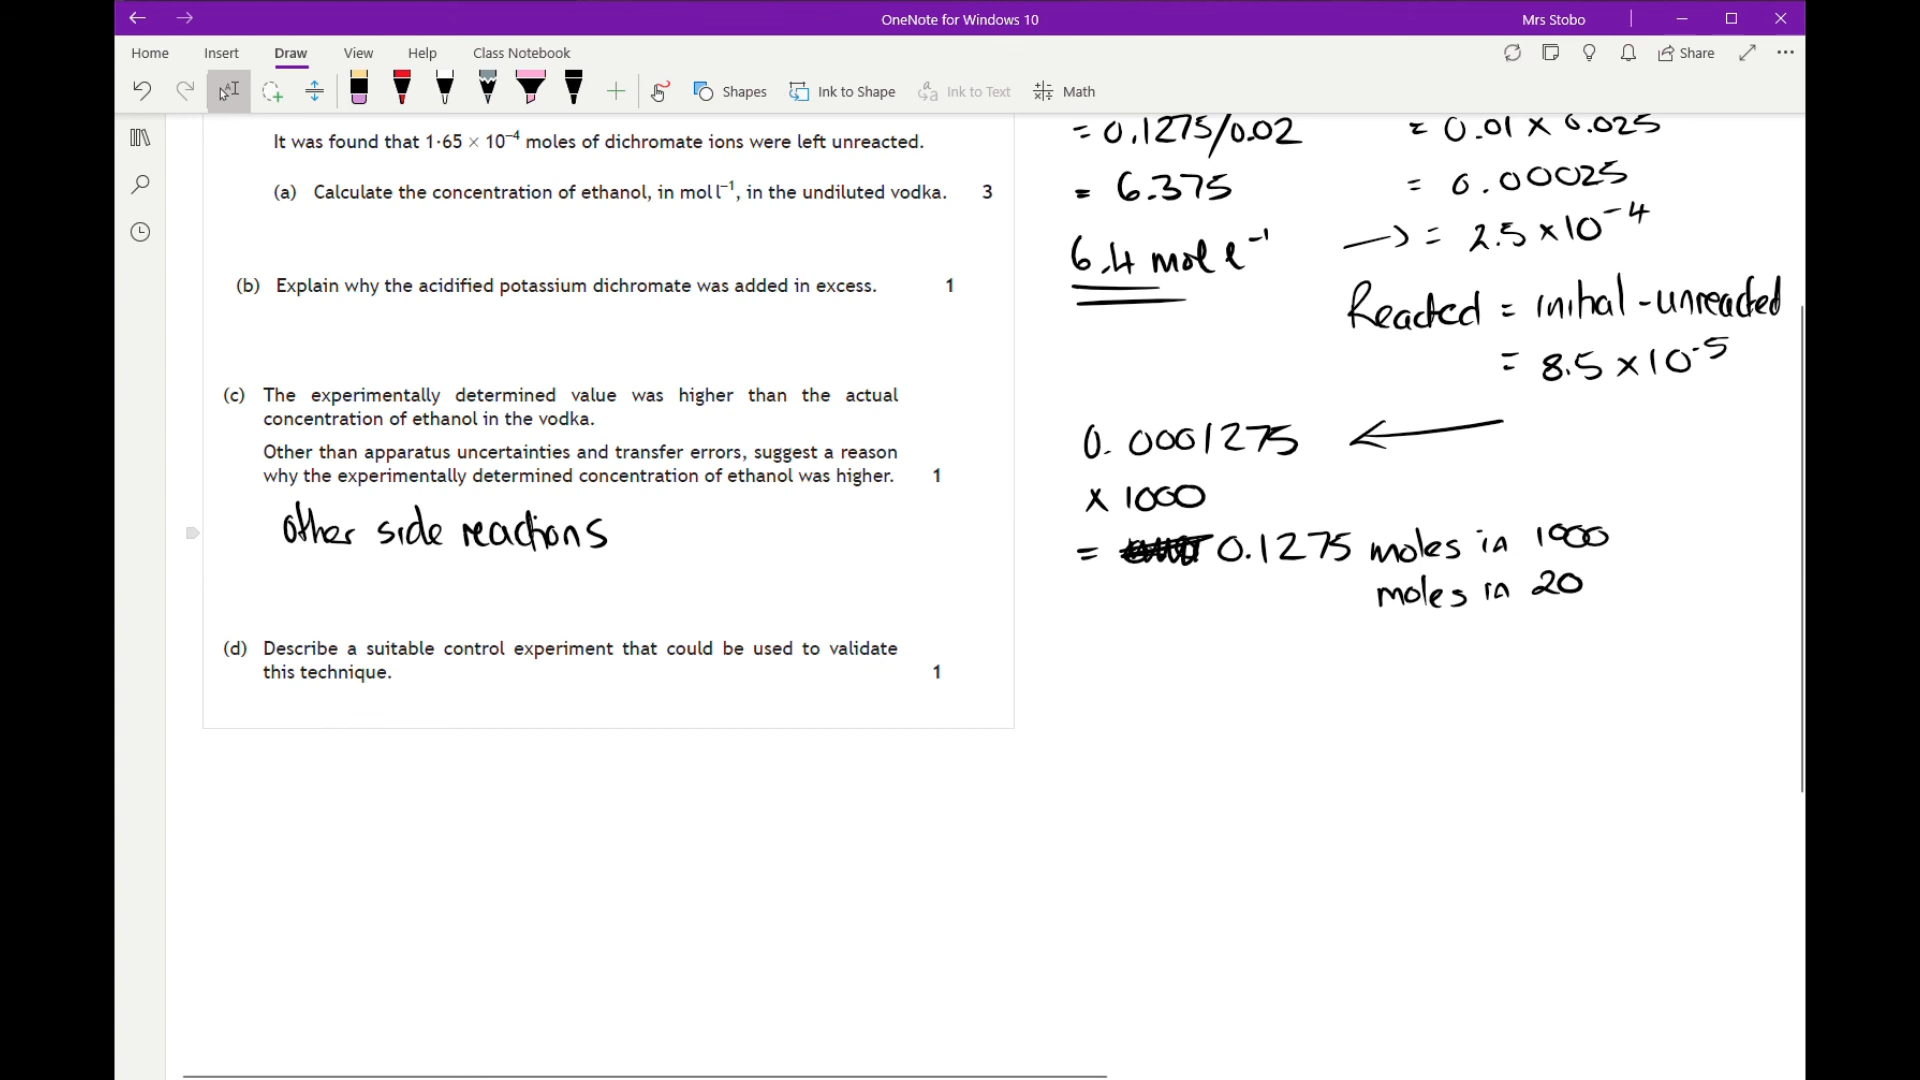 OneNote for Windows 10
Mrs Stobo
Home Insert Draw View Help Class Notebook
Share
Shapes Ink to Shape Ink to Text Math
It was found that 1·65 × 10⁻⁴ moles of dichromate ions were left unreacted.
(a) Calculate the concentration of ethanol, in mol l⁻¹, in the undiluted vodka. 3
(b) Explain why the acidified potassium dichromate was added in excess. 1
(c) The experimentally determined value was higher than the actual
concentration of ethanol in the vodka.
Other than apparatus uncertainties and transfer errors, suggest a reason
why the experimentally determined concentration of ethanol was higher. 1
other side reactions
(d) Describe a suitable control experiment that could be used to validate
this technique. 1
= 0.1275/0.02
= 6.375
6.4 mol l⁻¹
= 0.01 x 0.025
= 0.00025
→ = 2.5 x 10⁻⁴
Reacted = initial - unreacted
= 8.5 x 10⁻⁵
0.0001275 ←
x 1000
= 0.1275 moles in 1000
moles in 20